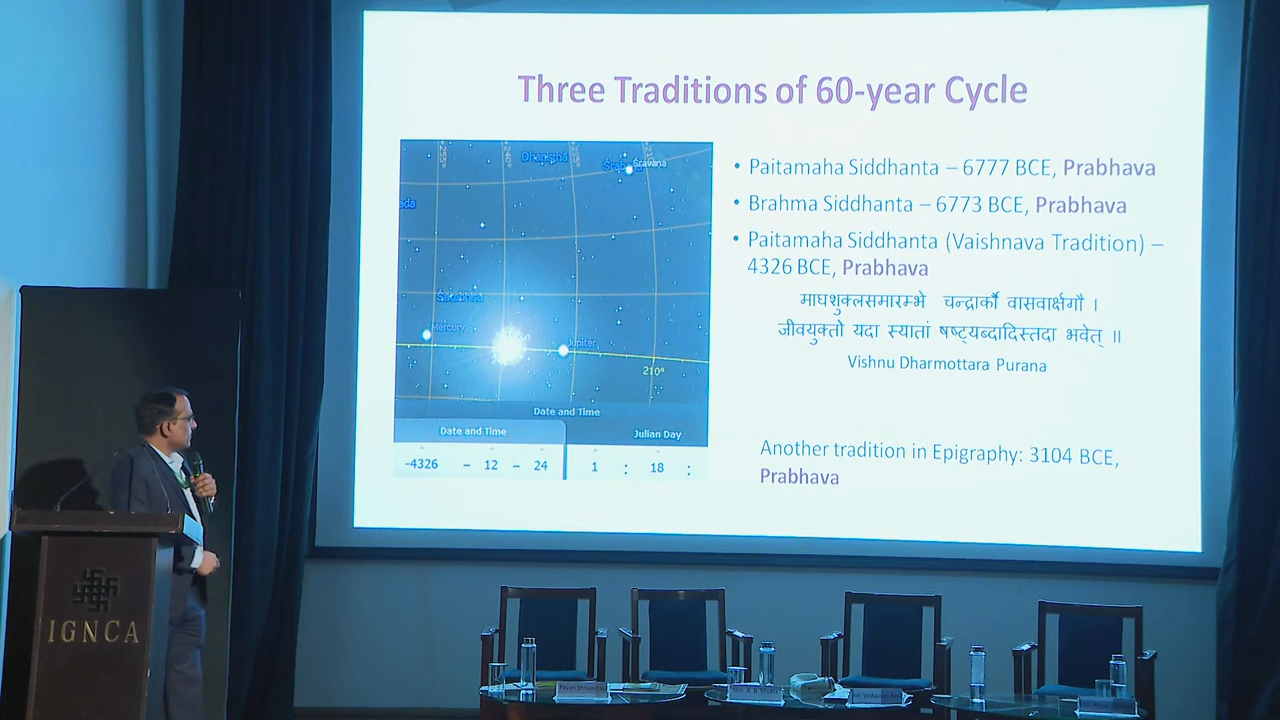 Three Traditions of 60-year Cycle
Dhanishta
Sravana
ada
Mercury
Jupiter
210°
Date and Time
Date and Time
Julian Day
-4326 - 12 - 24
1 : 18 :
• Paitamaha Siddhanta – 6777 BCE, Prabhava
• Brahma Siddhanta – 6773 BCE, Prabhava
• Paitamaha Siddhanta (Vaishnava Tradition) –
4326 BCE, Prabhava
माघशुक्लसमारम्भे चन्द्रार्कौ वासवार्क्षगौ ।
जीवयुक्तो यदा स्यातां षष्ट्यब्दादिस्तदा भवेत् ॥
Vishnu Dharmottara Purana
Another tradition in Epigraphy: 3104 BCE,
Prabhava
IGNCA